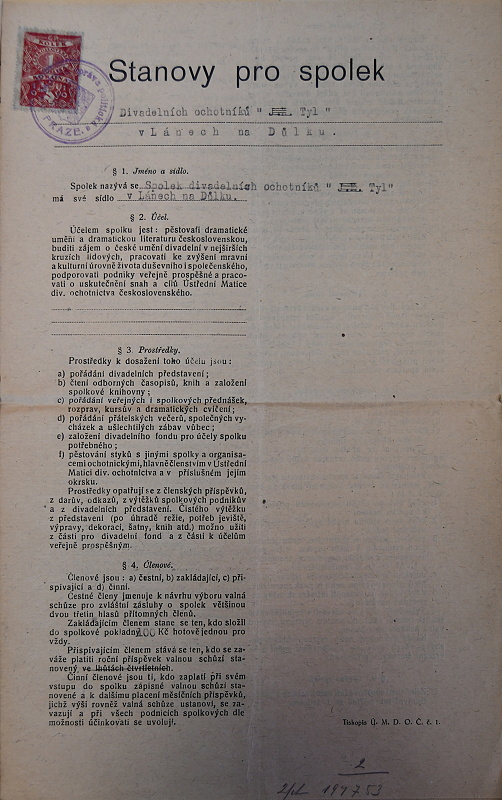 Stanovy pro spolek
Divadelních ochotníků " Tyl "
v Lánech na Důlku.
§ 1. Jméno a sídlo.
Spolek nazývá se Spolek divadelních ochotníků " Tyl"
má své sídlo v Lánech na Důlku.
§ 2. Účel.
Účelem spolku jest: pěstovati dramatické
umění a dramatickou literaturu československou,
buditi zájem o české umění divadelní v nejširších
kruzích lidových, pracovati ke zvýšení mravní
a kulturní úrovně života duševního i společenského,
podporovati podniky veřejně prospěšné a praco-
vati o uskutečnění snah a cílů Ústřední Matice
div. ochotnictva československého.
§ 3. Prostředky.
Prostředky k dosažení toho účelu jsou:
a) pořádání divadelních představení;
b) čtení odborných časopisů, knih a založení
spolkové knihovny;
c) pořádání veřejných i spolkových přednášek,
rozprav, kursův a dramatických cvičení;
d) pořádání přátelských večerů, společných vy-
cházek a ušlechtilých zábav vůbec;
e) založení divadelního fondu pro účely spolku
potřebného;
f) pěstování styků s jinými spolky a organisa-
cemi ochotnickými, hlavně členstvím v Ústřední
Matici div. ochotnictva a v příslušném jejím
okrsku.
Prostředky opatřují se z členských příspěvků,
z darův, odkazů, z výtěžků spolkových podniků
a z divadelních představení. Čistého výtěžku
z představení (po úhradě režie, potřeb jeviště,
výpravy, dekorací, šatny, knih atd.) možno užíti
z části pro divadelní fond a z části k účelům
veřejně prospěšným.
§ 4. Členové.
Členové jsou: a) čestní, b) zakládající, c) při-
spívající a d) činní.
Čestné členy jmenuje k návrhu výboru valná
schůze pro zvláštní zásluhy o spolek většinou
dvou třetin hlasů přítomných členů.
Zakládajícím členem stane se ten, kdo složil
do spolkové pokladny 100 Kč hotově jednou pro
vždy.
Přispívajícím členem stává se ten, kdo se za-
váže platiti roční příspěvek valnou schůzí sta-
novený ve lhůtách čtvrtletních.
Činní členové jsou ti, kdo zaplatí při svém
vstupu do spolku zápisné valnou schůzí sta-
novené a k dalšímu placení měsíčních příspěvků,
jichž výši rovněž valná schůze ustanoví, se za-
vazují a při všech podnicích spolkových dle
možnosti účinkovati se uvolují.
Tiskopis Ú. M. D. O. Č. č. 1.
2